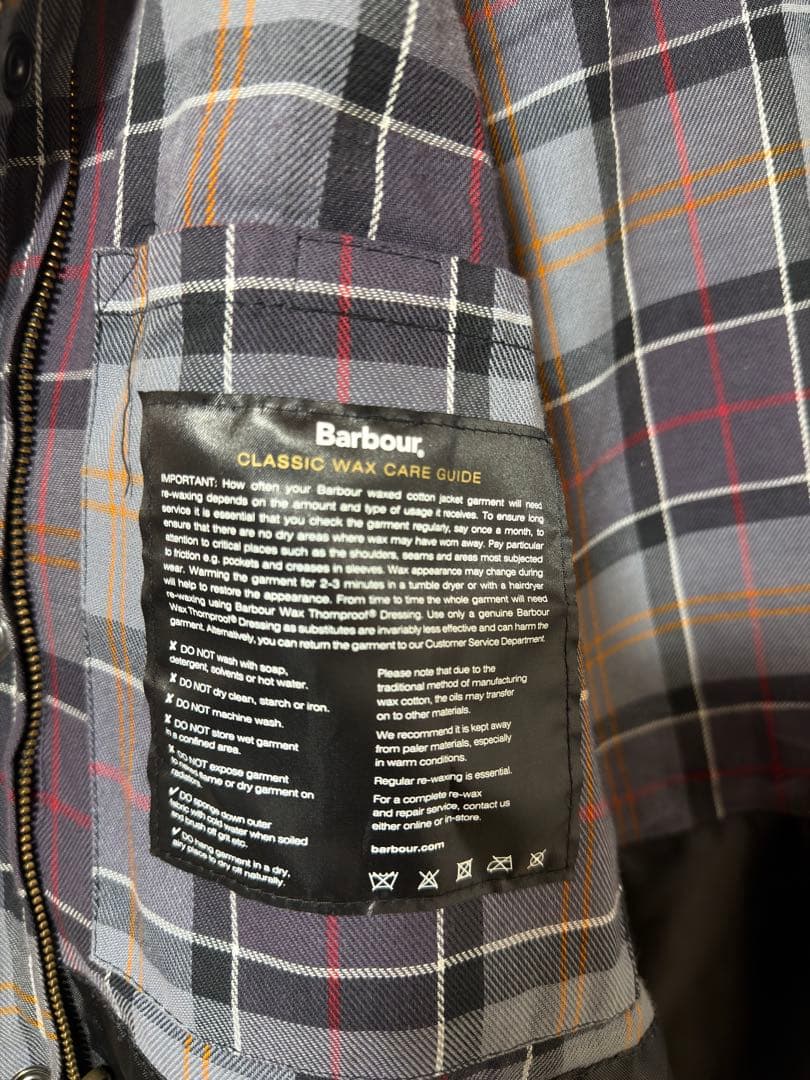 Barbour.
CLASSIC WAX CARE GUIDE
IMPORTANT: How often your Barbour waxed cotton jacket garment will need
re-waxing depends on the amount and type of usage it receives. To ensure long
service it is essential that you check the garment regularly, say once a month, to
ensure that there are no dry areas where wax may have worn away. Pay particular
attention to critical places such as the shoulders, seams and areas most subjected
to friction e.g. pockets and creases in sleeves. Wax appearance may change during
wear. Warming the garment for 2-3 minutes in a tumble dryer or with a hairdryer
will help to restore the appearance. From time to time the whole garment will need
re-waxing using Barbour Wax Thornproof® Dressing. Use only a genuine Barbour
Wax Thornproof® Dressing as substitutes are invariably less effective and can harm the
garment. Alternatively, you can return the garment to our Customer Service Department.
✘ DO NOT wash with soap,
detergent, solvents or hot water.
✘ DO NOT dry clean, starch or iron.
✘ DO NOT machine wash.
✘ DO NOT store wet garment
in a confined area.
✘ DO NOT expose garment
to naked flame or dry garment on
radiators.
✔ DO sponge down outer
fabric with cold water when soiled
and brush off grit etc.
✔ DO hang garment in a dry,
airy place to dry off naturally.
Please note that due to the
traditional method of manufacturing
wax cotton, the oils may transfer
on to other materials.
We recommend it is kept away
from paler materials, especially
in warm conditions.
Regular re-waxing is essential.
For a complete re-wax
and repair service, contact us
either online or in-store.
barbour.com